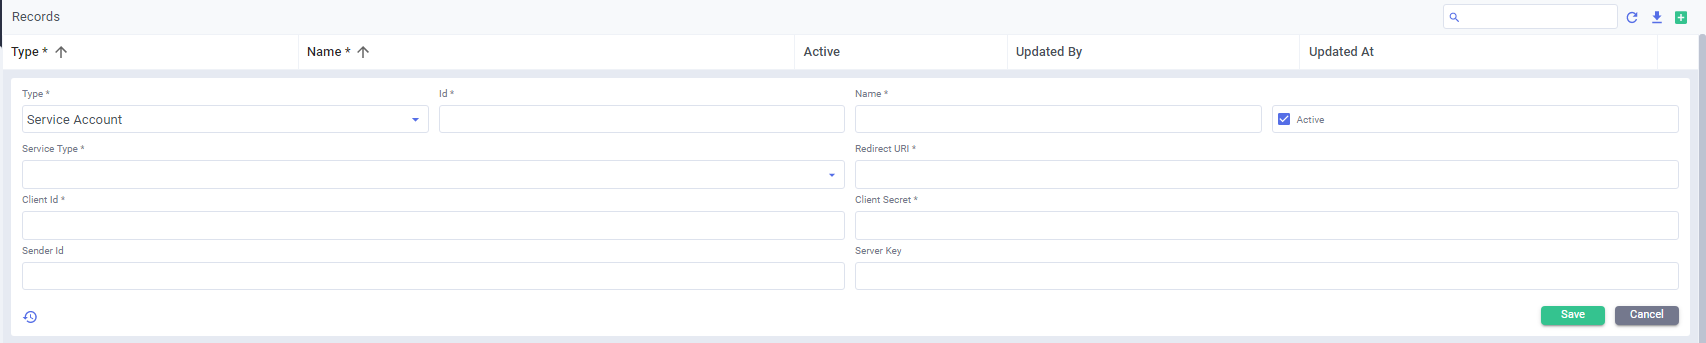 Records
Type * Name * Active Updated By Updated At
Type * Id * Name *
Service Account Active
Service Type * Redirect URI *
Client Id * Client Secret *
Sender Id Server Key
Save Cancel